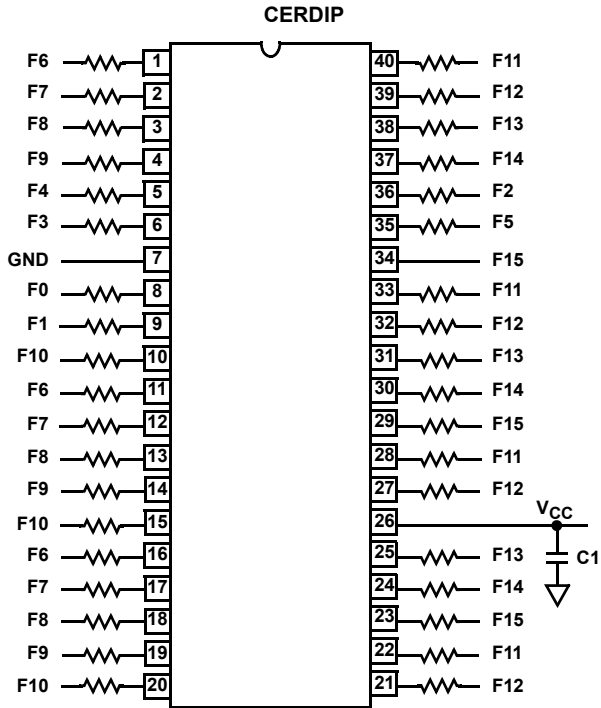 CERDIP
F6 1 40 F11
F7 2 39 F12
F8 3 38 F13
F9 4 37 F14
F4 5 36 F2
F3 6 35 F5
GND 7 34 F15
F0 8 33 F11
F1 9 32 F12
F10 10 31 F13
F6 11 30 F14
F7 12 29 F15
F8 13 28 F11
F9 14 27 F12
F10 15 26 VCC
F6 16 25 F13 C1
F7 17 24 F14
F8 18 23 F15
F9 19 22 F11
F10 20 21 F12